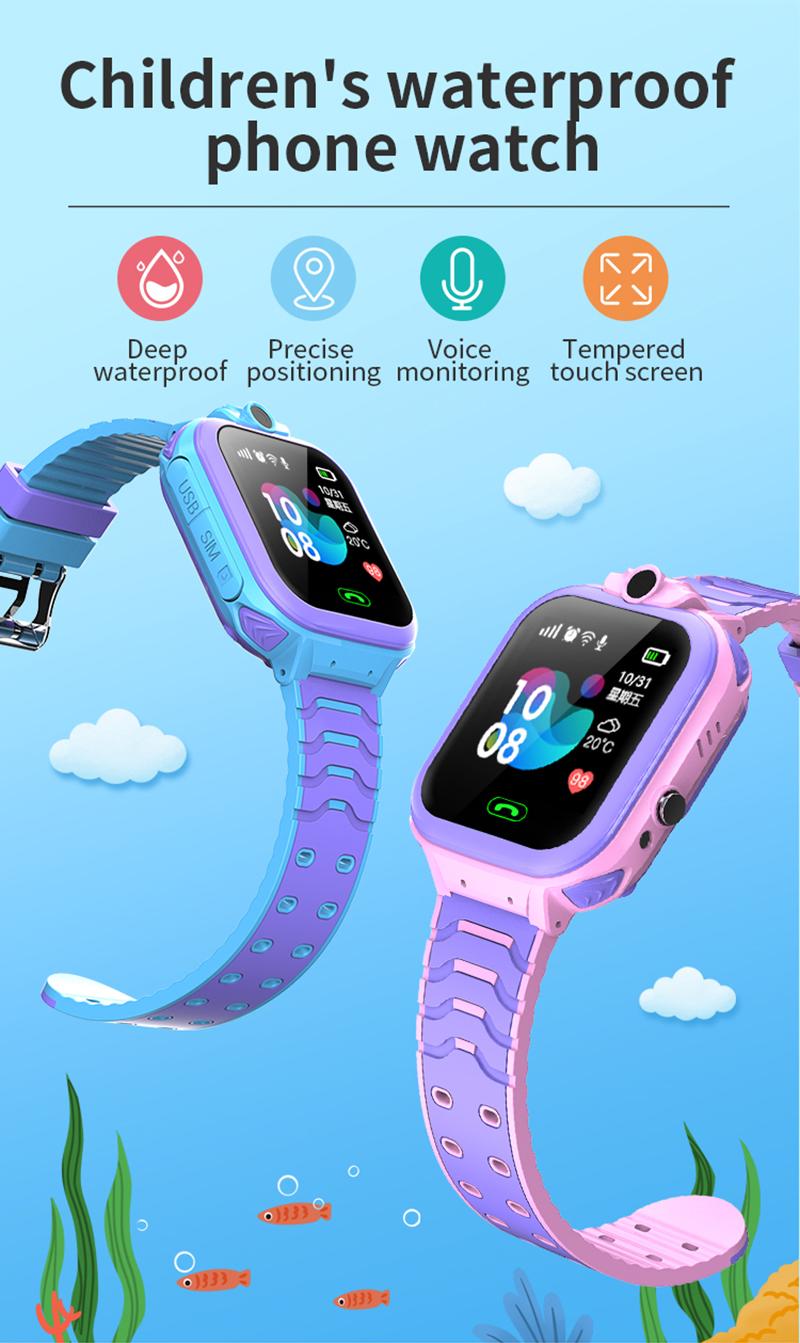 Children's waterproof
phone watch
Deep
waterproof
Precise
positioning
Voice
monitoring
Tempered
touch screen
USB
SIM
10/31
星期五
10
08
20°C
98
10/31
星期五
10
08
20°C
98